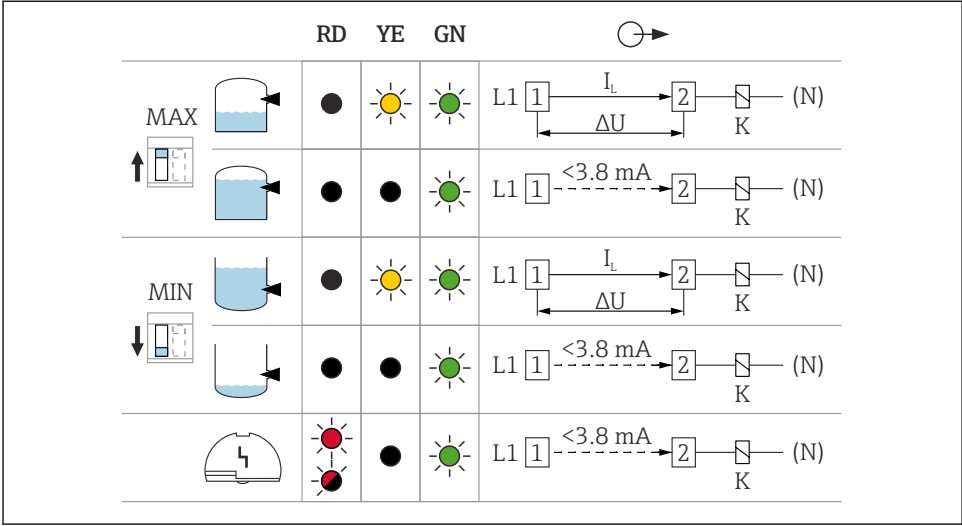 RD YE GN
MAX
L1 1 I_L 2 (N)
ΔU K
L1 1 <3.8 mA 2 (N)
K
MIN
L1 1 I_L 2 (N)
ΔU K
L1 1 <3.8 mA 2 (N)
K
L1 1 <3.8 mA 2 (N)
K